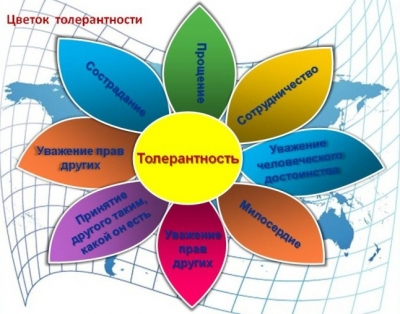 Цветок толерантности
Прощение
Сотрудничество
Уважение
человеческого
достоинства
Милосердие
Уважение
прав
других
Принятие
другого таким,
какой он есть
Уважение прав
других
Сострадание
Толерантность